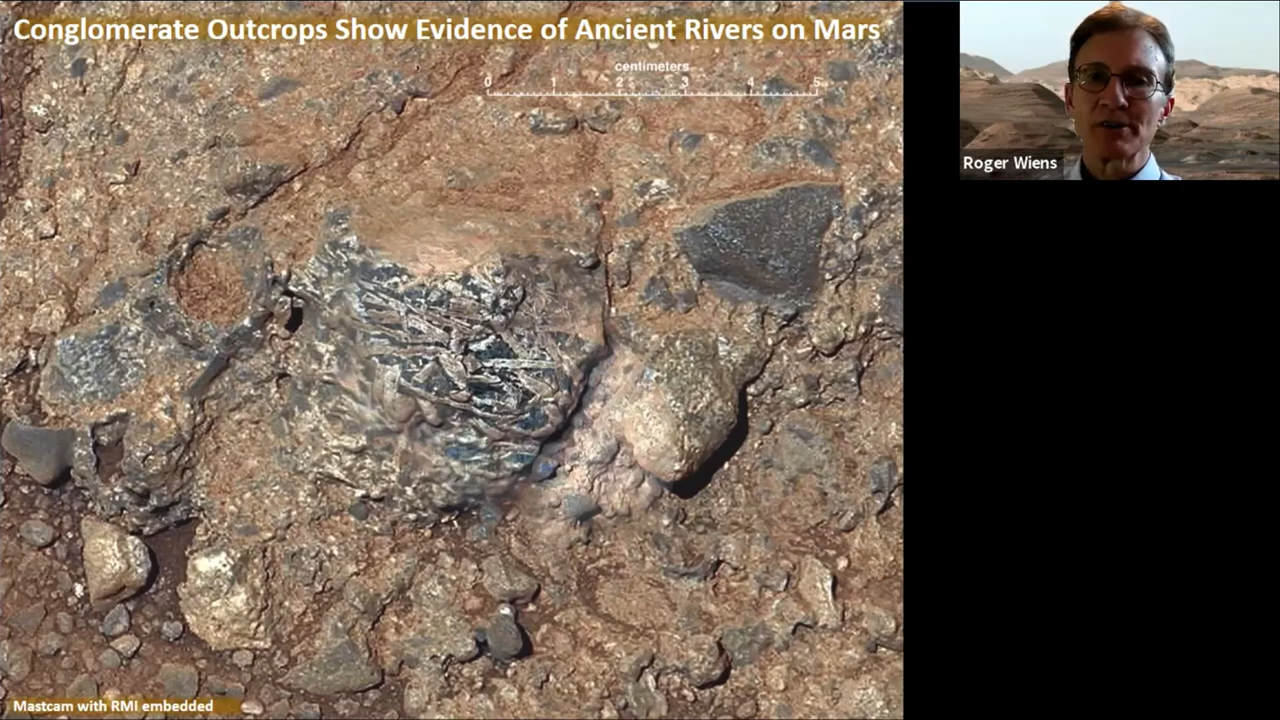 Conglomerate Outcrops Show Evidence of Ancient Rivers on Mars
centimeters
0 1 2 3 4 5
Roger Wiens
Mastcam with RMI embedded